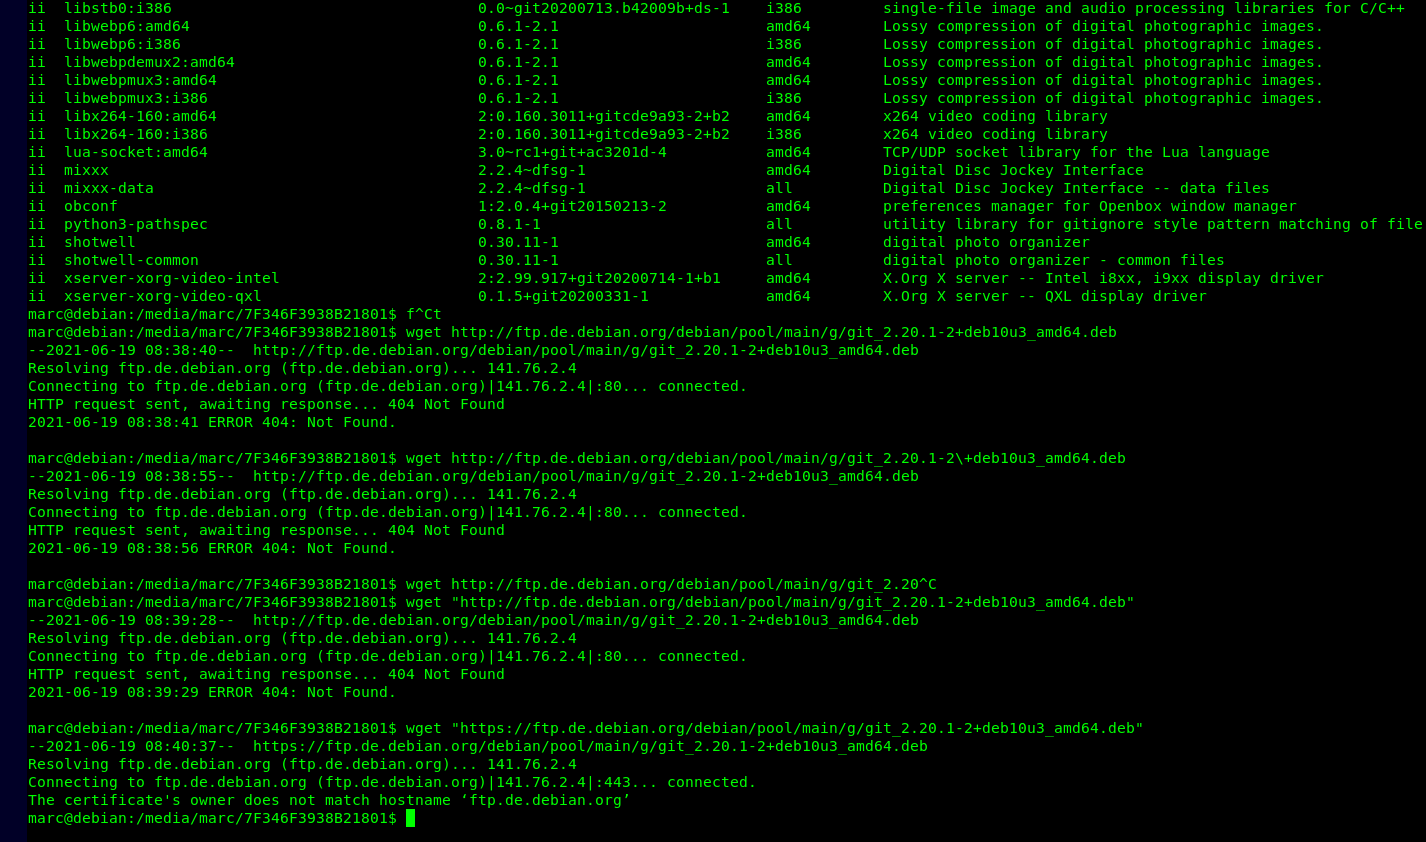 ii  libstb0:i386                                      0.0~git20200713.b42009b+ds-1    i386         single-file image and audio processing libraries for C/C++
ii  libwebp6:amd64                                    0.6.1-2.1                       amd64        Lossy compression of digital photographic images.
ii  libwebp6:i386                                     0.6.1-2.1                       i386         Lossy compression of digital photographic images.
ii  libwebpdemux2:amd64                               0.6.1-2.1                       amd64        Lossy compression of digital photographic images.
ii  libwebpmux3:amd64                                 0.6.1-2.1                       amd64        Lossy compression of digital photographic images.
ii  libwebpmux3:i386                                  0.6.1-2.1                       i386         Lossy compression of digital photographic images.
ii  libx264-160:amd64                                 2:0.160.3011+gitcde9a93-2+b2    amd64        x264 video coding library
ii  libx264-160:i386                                  2:0.160.3011+gitcde9a93-2+b2    i386         x264 video coding library
ii  lua-socket:amd64                                  3.0~rc1+git+ac3201d-4           amd64        TCP/UDP socket library for the Lua language
ii  mixxx                                             2.2.4~dfsg-1                    amd64        Digital Disc Jockey Interface
ii  mixxx-data                                        2.2.4~dfsg-1                    all          Digital Disc Jockey Interface -- data files
ii  obconf                                            1:2.0.4+git20150213-2           amd64        preferences manager for Openbox window manager
ii  python3-pathspec                                  0.8.1-1                         all          utility library for gitignore style pattern matching of file
ii  shotwell                                          0.30.11-1                       amd64        digital photo organizer
ii  shotwell-common                                   0.30.11-1                       all          digital photo organizer - common files
ii  xserver-xorg-video-intel                          2:2.99.917+git20200714-1+b1     amd64        X.Org X server -- Intel i8xx, i9xx display driver
ii  xserver-xorg-video-qxl                            0.1.5+git20200331-1             amd64        X.Org X server -- QXL display driver
marc@debian:/media/marc/7F346F3938B21801$ f^Ct
marc@debian:/media/marc/7F346F3938B21801$ wget http://ftp.de.debian.org/debian/pool/main/g/git_2.20.1-2+deb10u3_amd64.deb
--2021-06-19 08:38:40--  http://ftp.de.debian.org/debian/pool/main/g/git_2.20.1-2+deb10u3_amd64.deb
Resolving ftp.de.debian.org (ftp.de.debian.org)... 141.76.2.4
Connecting to ftp.de.debian.org (ftp.de.debian.org)|141.76.2.4|:80... connected.
HTTP request sent, awaiting response... 404 Not Found
2021-06-19 08:38:41 ERROR 404: Not Found.
marc@debian:/media/marc/7F346F3938B21801$ wget http://ftp.de.debian.org/debian/pool/main/g/git_2.20.1-2\+deb10u3_amd64.deb
--2021-06-19 08:38:55--  http://ftp.de.debian.org/debian/pool/main/g/git_2.20.1-2+deb10u3_amd64.deb
Resolving ftp.de.debian.org (ftp.de.debian.org)... 141.76.2.4
Connecting to ftp.de.debian.org (ftp.de.debian.org)|141.76.2.4|:80... connected.
HTTP request sent, awaiting response... 404 Not Found
2021-06-19 08:38:56 ERROR 404: Not Found.
marc@debian:/media/marc/7F346F3938B21801$ wget http://ftp.de.debian.org/debian/pool/main/g/git_2.20^C
marc@debian:/media/marc/7F346F3938B21801$ wget "http://ftp.de.debian.org/debian/pool/main/g/git_2.20.1-2+deb10u3_amd64.deb"
--2021-06-19 08:39:28--  http://ftp.de.debian.org/debian/pool/main/g/git_2.20.1-2+deb10u3_amd64.deb
Resolving ftp.de.debian.org (ftp.de.debian.org)... 141.76.2.4
Connecting to ftp.de.debian.org (ftp.de.debian.org)|141.76.2.4|:80... connected.
HTTP request sent, awaiting response... 404 Not Found
2021-06-19 08:39:29 ERROR 404: Not Found.
marc@debian:/media/marc/7F346F3938B21801$ wget "https://ftp.de.debian.org/debian/pool/main/g/git_2.20.1-2+deb10u3_amd64.deb"
--2021-06-19 08:40:37--  https://ftp.de.debian.org/debian/pool/main/g/git_2.20.1-2+deb10u3_amd64.deb
Resolving ftp.de.debian.org (ftp.de.debian.org)... 141.76.2.4
Connecting to ftp.de.debian.org (ftp.de.debian.org)|141.76.2.4|:443... connected.
The certificate's owner does not match hostname ‘ftp.de.debian.org’
marc@debian:/media/marc/7F346F3938B21801$